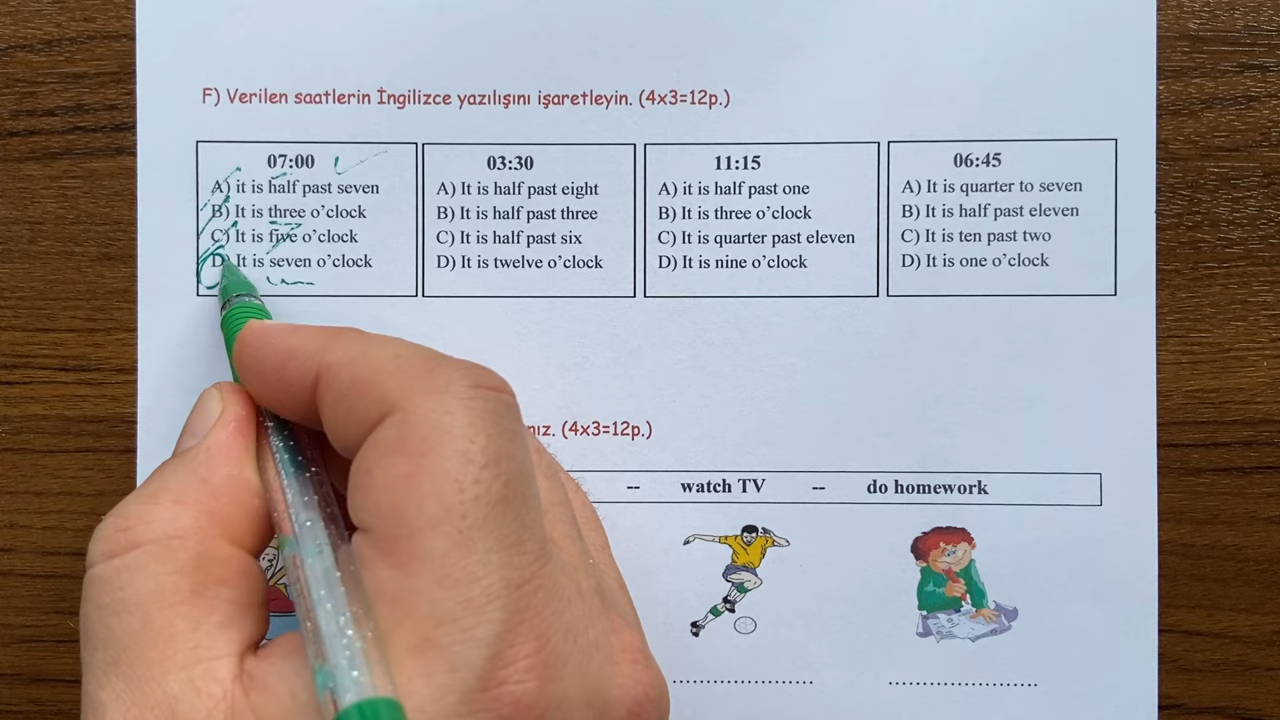 F) Verilen saatlerin İngilizce yazılışını işaretleyin. (4x3=12p.)
07:00
A) it is half past seven
B) It is three o'clock
C) It is five o'clock
D) It is seven o'clock
03:30
A) It is half past eight
B) It is half past three
C) It is half past six
D) It is twelve o'clock
11:15
A) it is half past one
B) It is three o'clock
C) It is quarter past eleven
D) It is nine o'clock
06:45
A) It is quarter to seven
B) It is half past eleven
C) It is ten past two
D) It is one o'clock
(4x3=12p.)
-- watch TV -- do homework